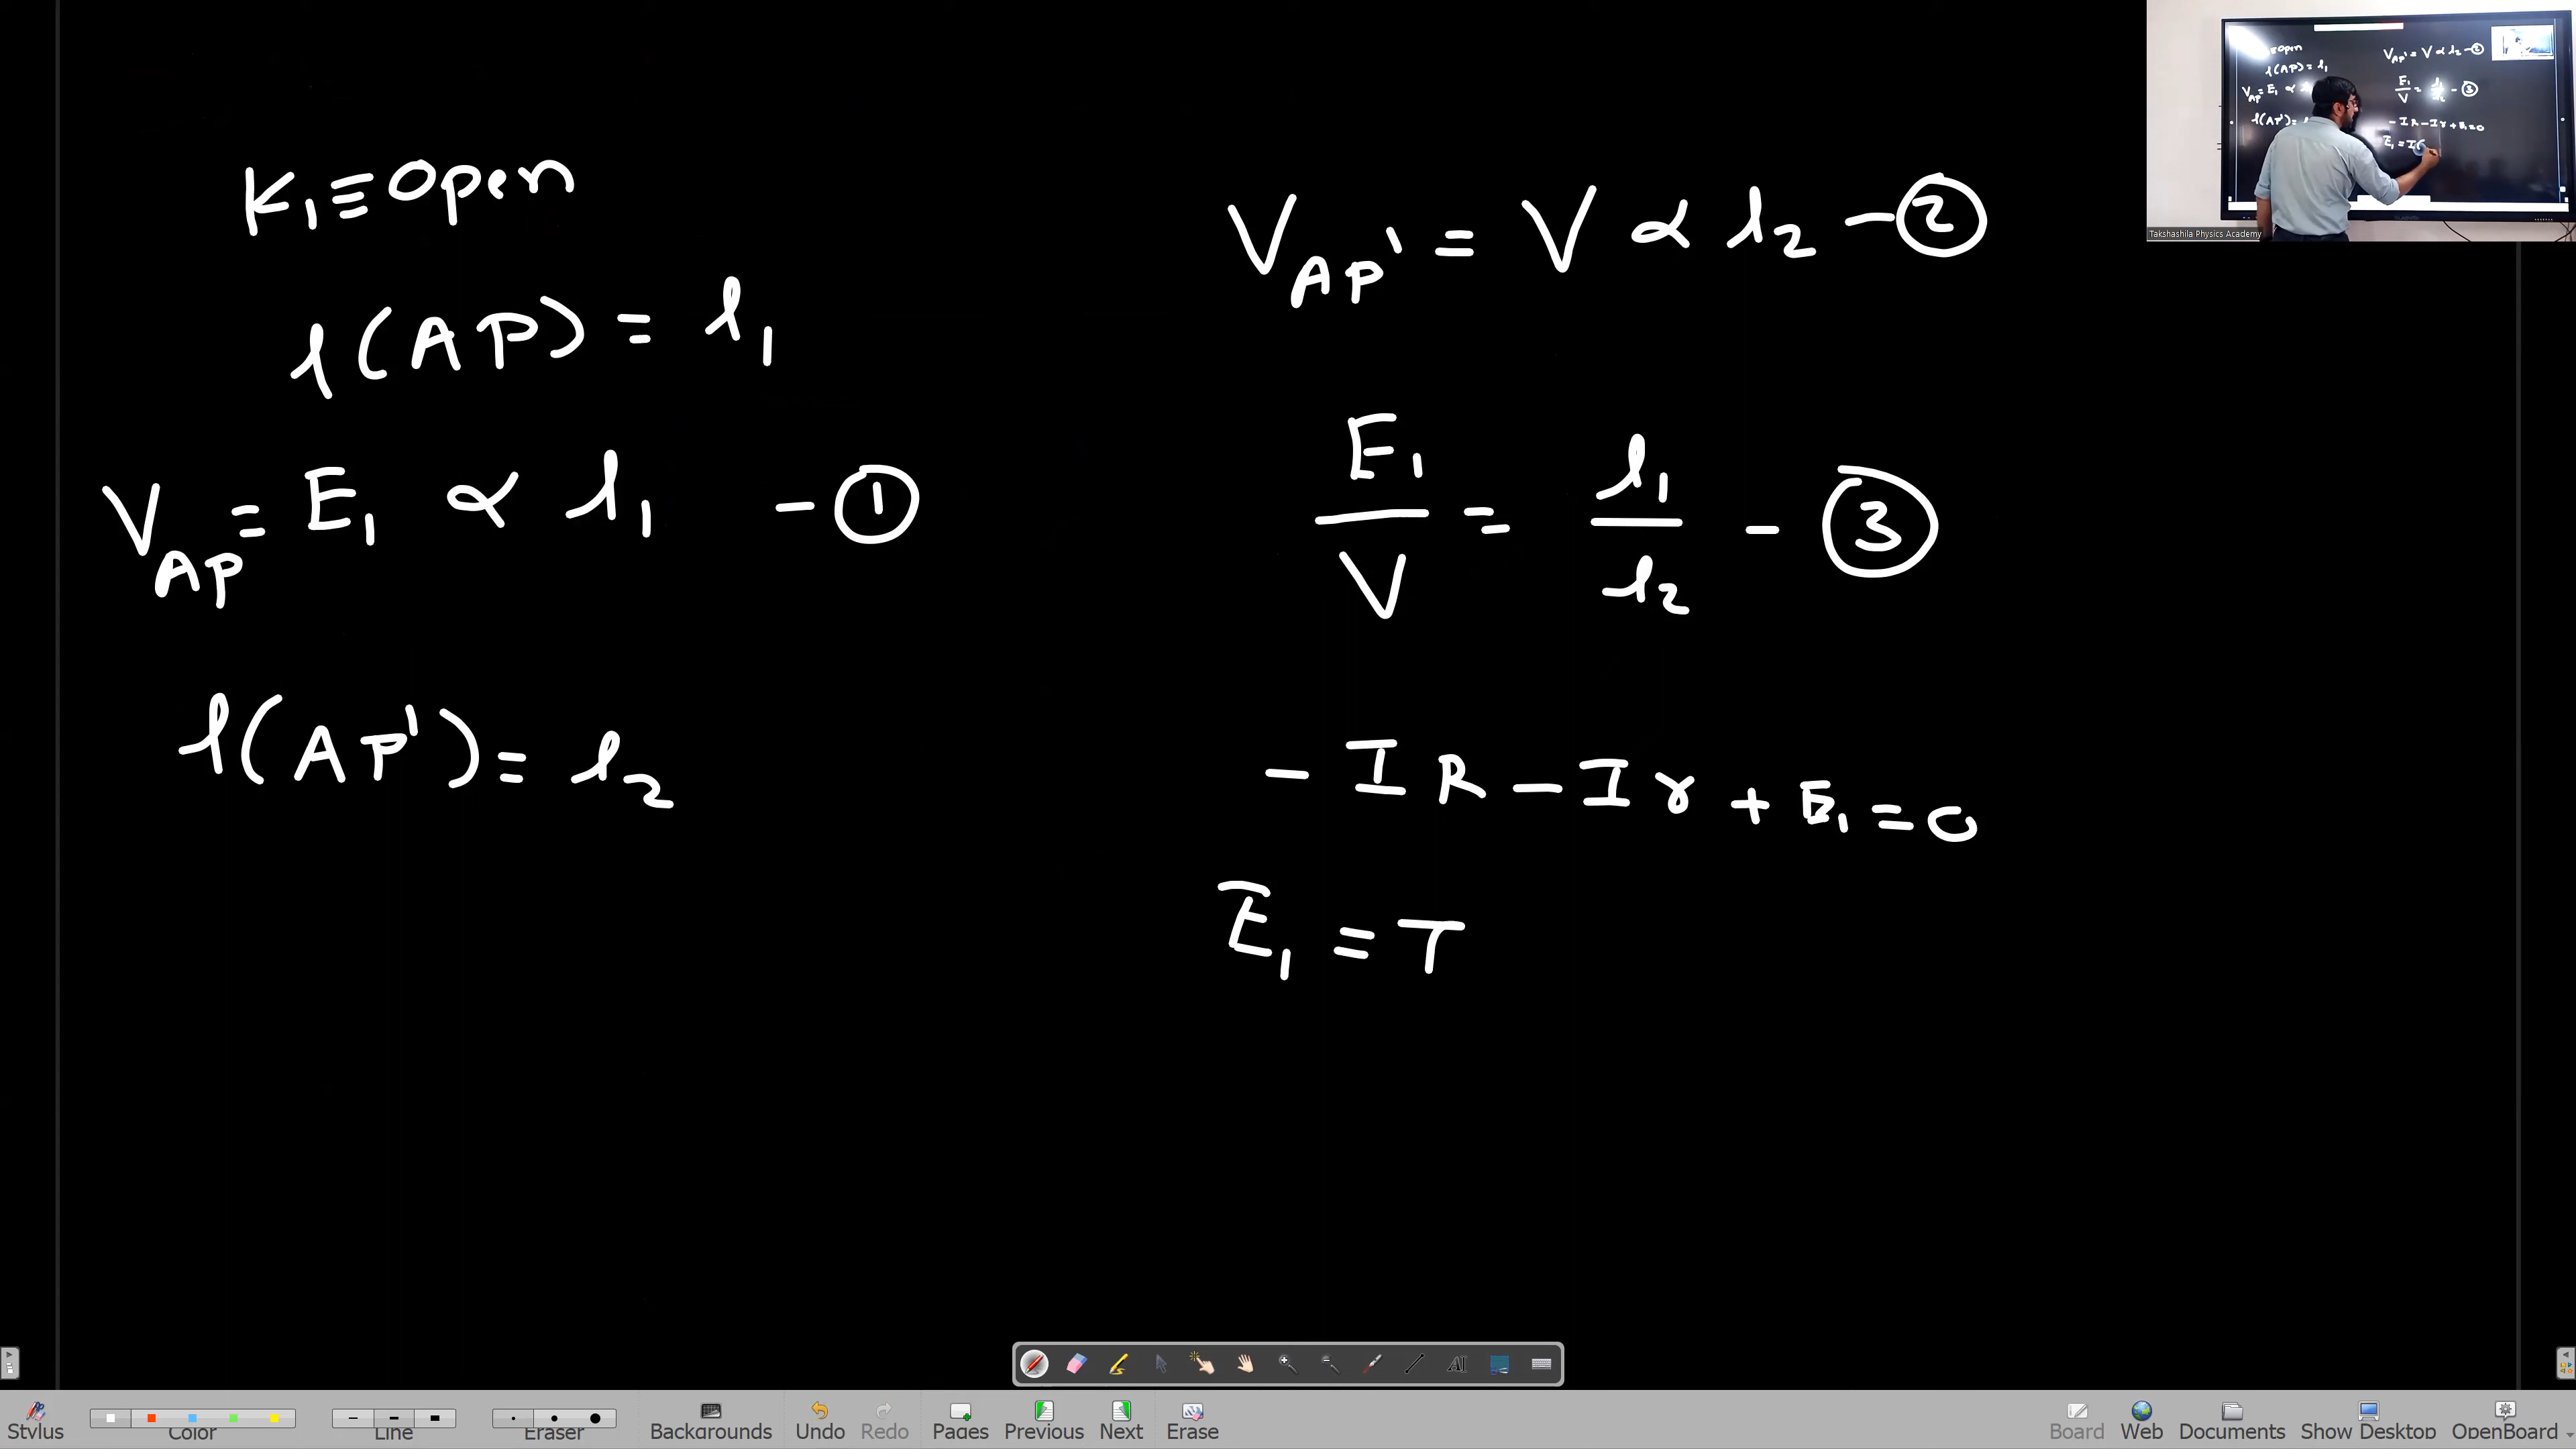 K₁ ≡ Open
l(AP) = l₁
V_AP = E₁ ∝ l₁ - ①
l(AP') = l₂
V_AP' = V ∝ l₂ - ②
E₁/V = l₁/l₂ - ③
- IR - Ir + E₁ = 0
E₁ = T
Takshashila Physics Academy
Stylus
Color
Line
Eraser
Backgrounds
Undo
Redo
Pages
Previous
Next
Erase
Board
Web
Documents
Show Desktop
OpenBoard